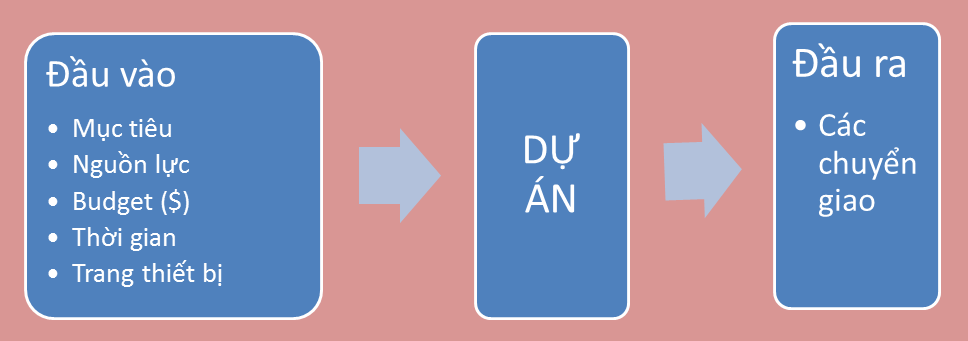 Đầu vào
• Mục tiêu
• Nguồn lực
• Budget ($)
• Thời gian
• Trang thiết bị
DỰ
ÁN
Đầu ra
• Các
chuyển
giao